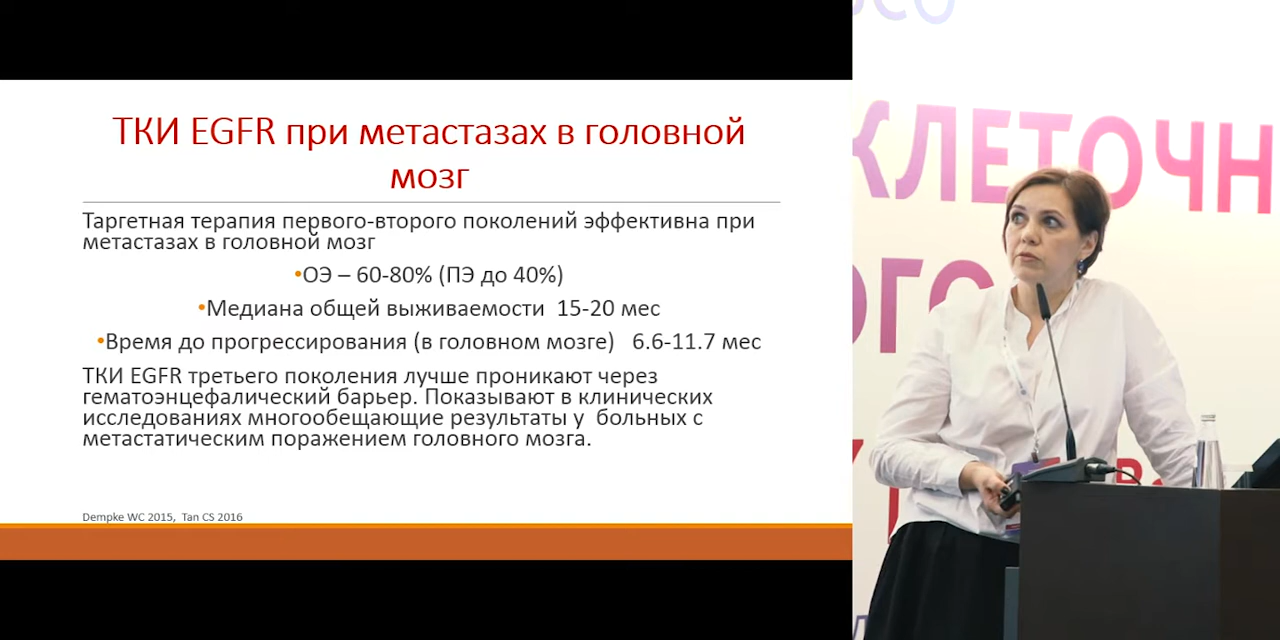 ТКИ EGFR при метастазах в головной
мозг
Таргетная терапия первого-второго поколений эффективна при
метастазах в головной мозг
•ОЭ – 60-80% (ПЭ до 40%)
•Медиана общей выживаемости 15-20 мес
•Время до прогрессирования (в головном мозге) 6.6-11.7 мес
ТКИ EGFR третьего поколения лучше проникают через
гематоэнцефалический барьер. Показывают в клинических
исследованиях многообещающие результаты у больных с
метастатическим поражением головного мозга.
Dempke WC 2015, Tan CS 2016
КЛЕТОЧН
ОГО